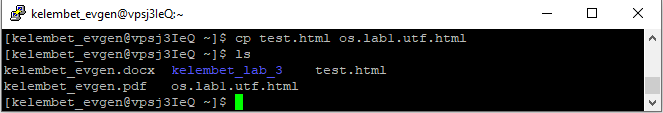 kelembet_evgen@vpsj3IeQ:~
[kelembet_evgen@vpsj3IeQ ~]$ cp test.html os.lab1.utf.html
[kelembet_evgen@vpsj3IeQ ~]$ ls
kelembet_evgen.docx  kelembet_lab_3    test.html
kelembet_evgen.pdf   os.lab1.utf.html
[kelembet_evgen@vpsj3IeQ ~]$